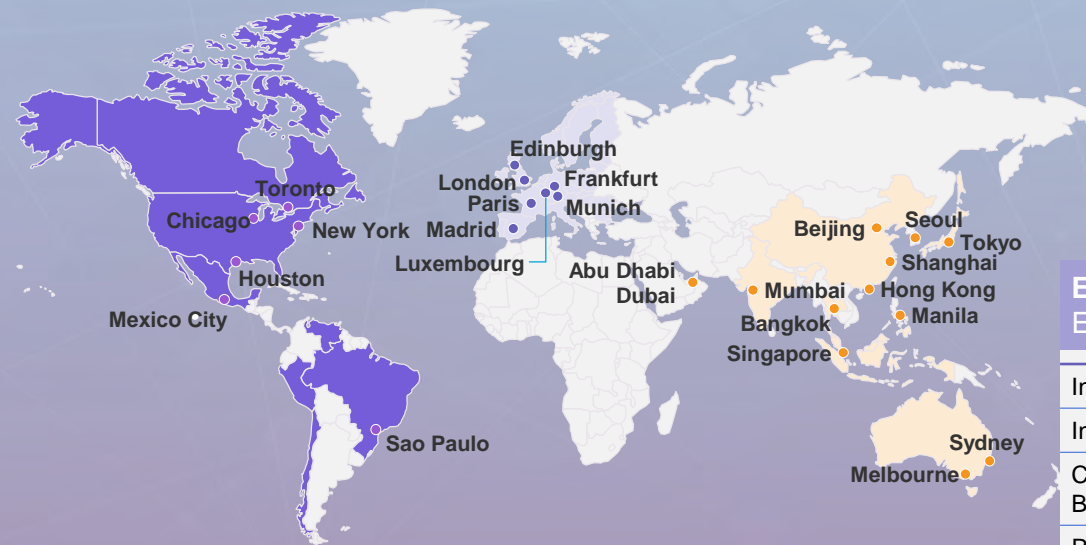 Edinburgh
London
Frankfurt
Paris
Munich
Madrid
Luxembourg
Toronto
Chicago
New York
Houston
Mexico City
Sao Paulo
Abu Dhabi
Dubai
Beijing
Seoul
Tokyo
Shanghai
Mumbai
Hong Kong
Bangkok
Manila
Singapore
Sydney
Melbourne